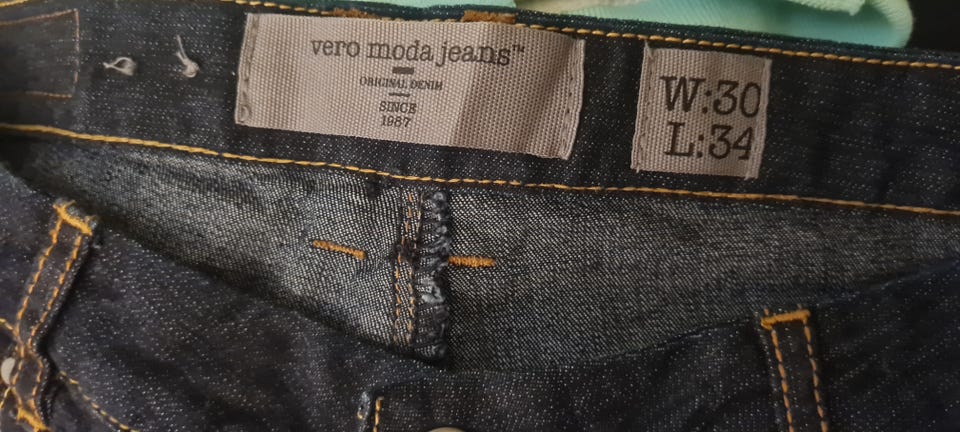 vero moda jeans™
ORIGINAL DENIM
SINCE
1987
W:30
L:34